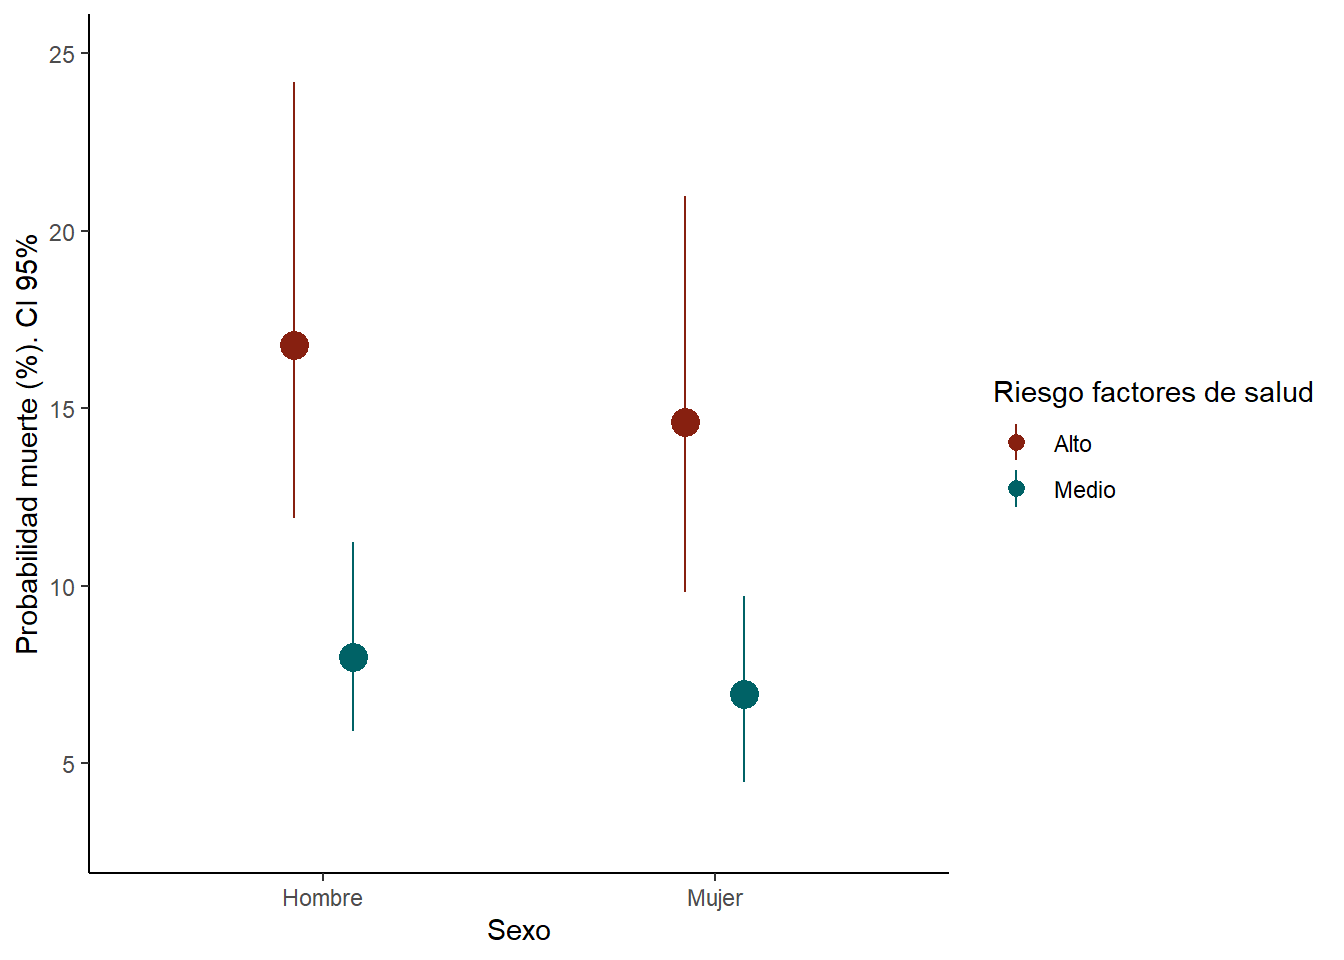 Probabilidad muerte (%). CI 95%
25
20
15
10
5
Hombre
Mujer
Sexo
Riesgo factores de salud
Alto
Medio